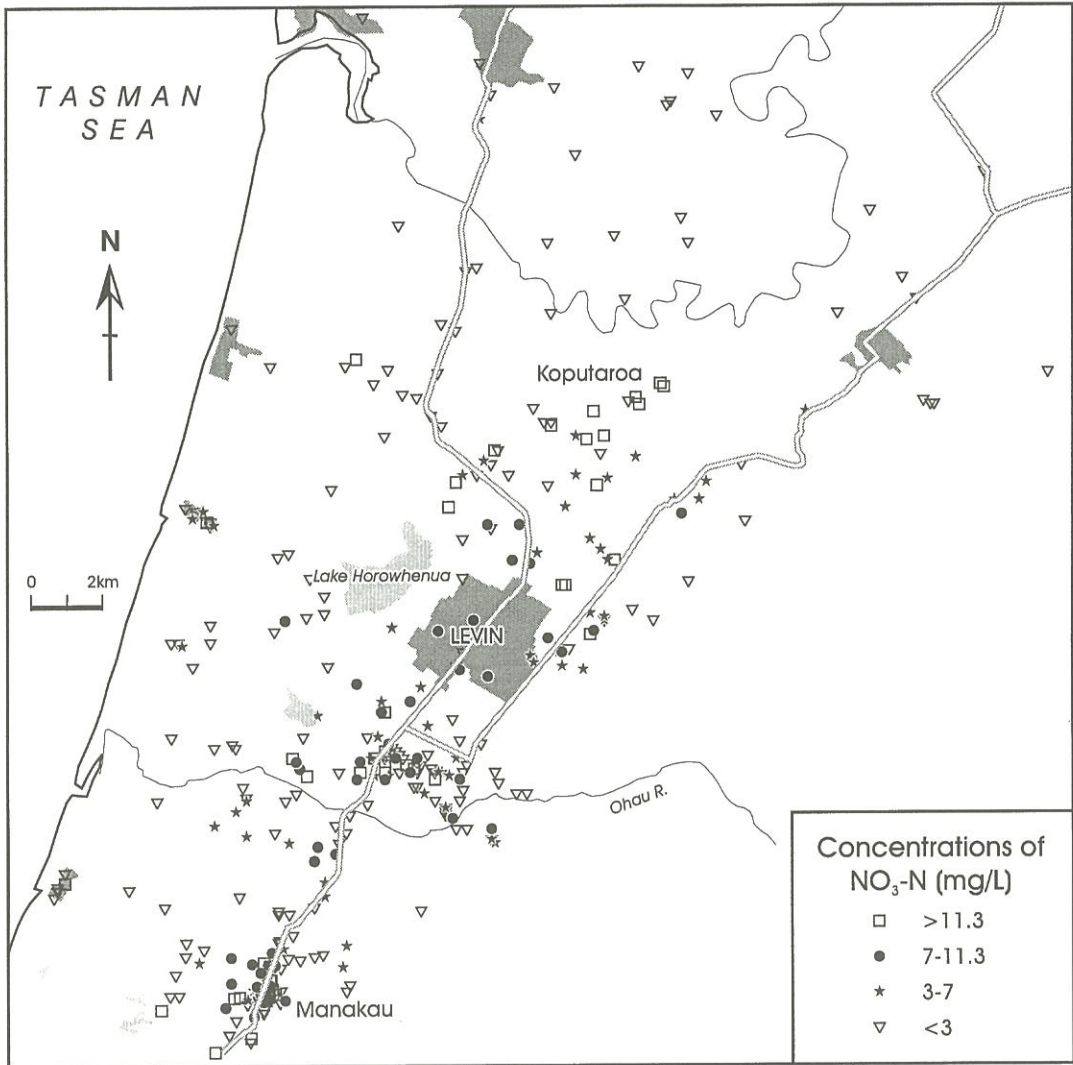 TASMAN
SEA
N
Koputaroa
0 2km
Lake Horowhenua
LEVIN
Ohau R.
Manakau
Concentrations of
NO₃-N (mg/L)
>11.3
7-11.3
3-7
<3